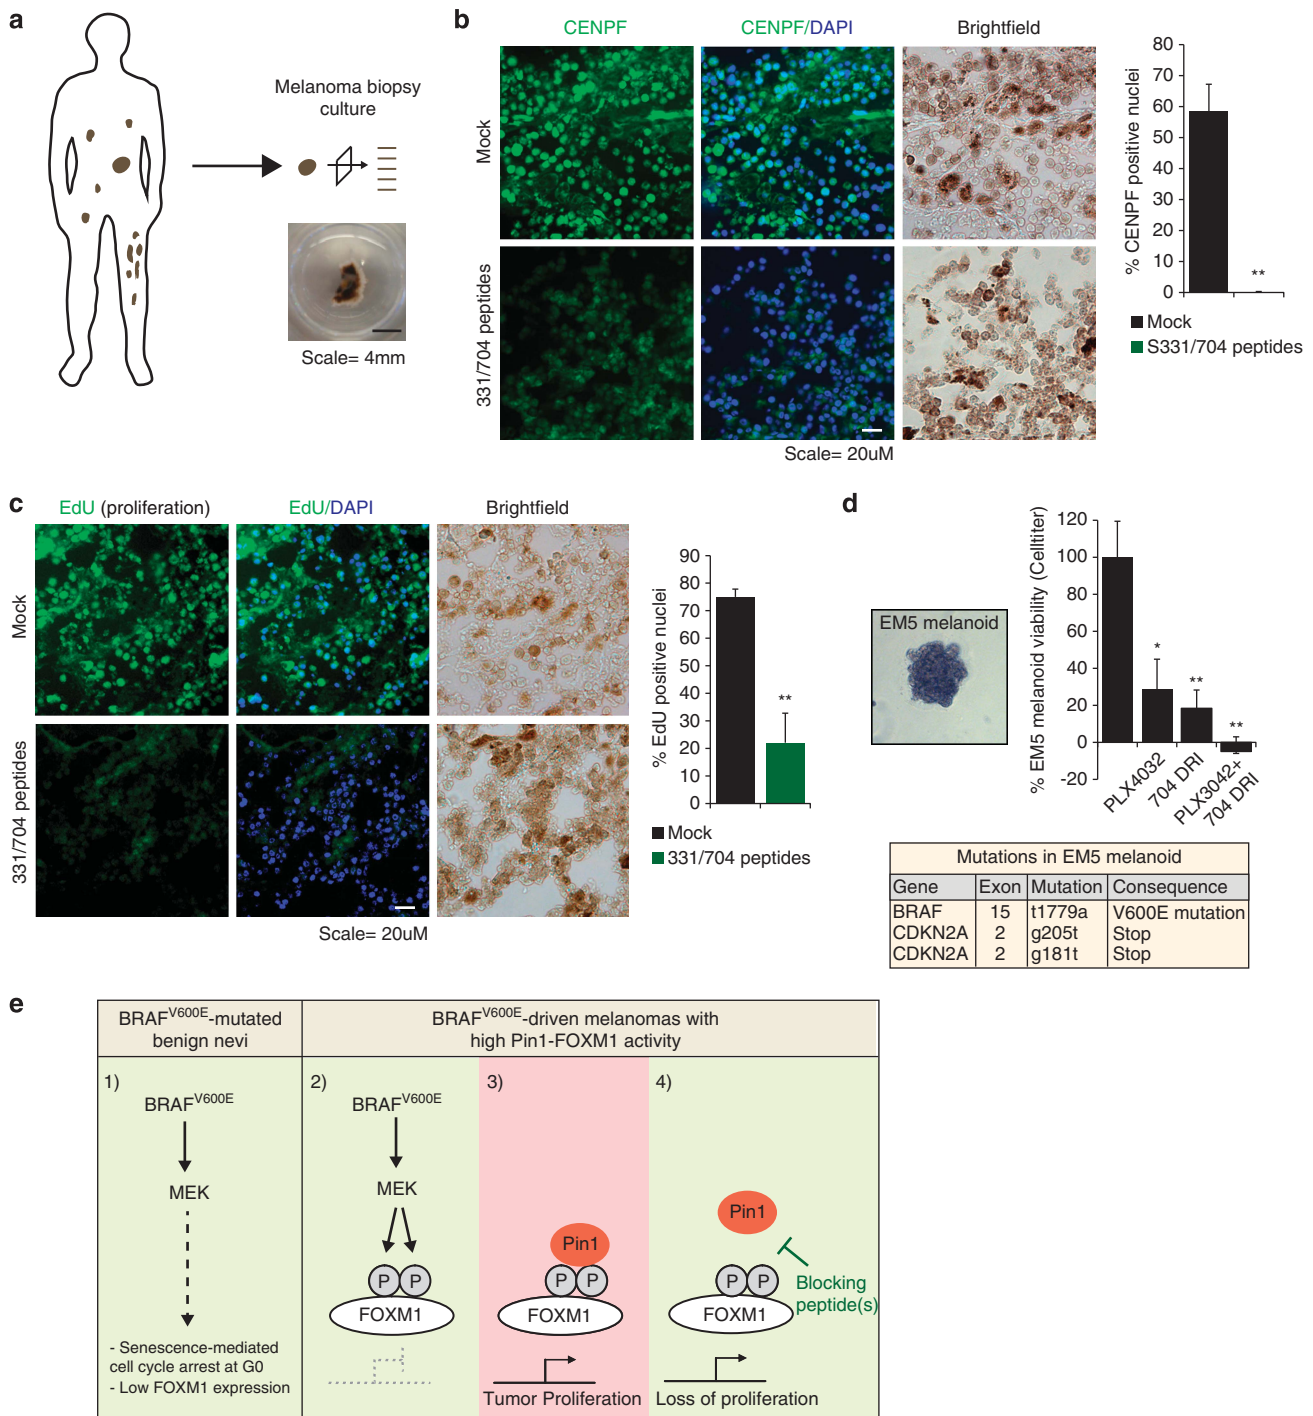 a
Melanoma biopsy
culture
Scale= 4mm
b
CENPF
CENPF/DAPI
Brightfield
Mock
331/704 peptides
Scale= 20uM
% CENPF positive nuclei
80
70
60
50
40
30
20
10
0
**
Mock
S331/704 peptides
c
EdU (proliferation)
EdU/DAPI
Brightfield
Mock
331/704 peptides
Scale= 20uM
% EdU positive nuclei
90
80
70
60
50
40
30
20
10
0
**
Mock
331/704 peptides
d
EM5 melanoid
% EM5 melanoid viability (Celltiter)
120
100
80
60
40
20
0
-20
*
**
**
PLX4032
704 DRI
PLX3042+
704 DRI
Mutations in EM5 melanoid
Gene Exon Mutation Consequence
BRAF 15 t1779a V600E mutation
CDKN2A 2 g205t Stop
CDKN2A 2 g181t Stop
e
BRAFV600E-mutated
benign nevi
BRAFV600E-driven melanomas with
high Pin1-FOXM1 activity
1)
BRAFV600E
MEK
- Senescence-mediated
cell cycle arrest at G0
- Low FOXM1 expression
2)
BRAFV600E
MEK
P P
FOXM1
3)
Pin1
P P
FOXM1
Tumor Proliferation
4)
Pin1
P P
FOXM1
Blocking
peptide(s)
Loss of proliferation